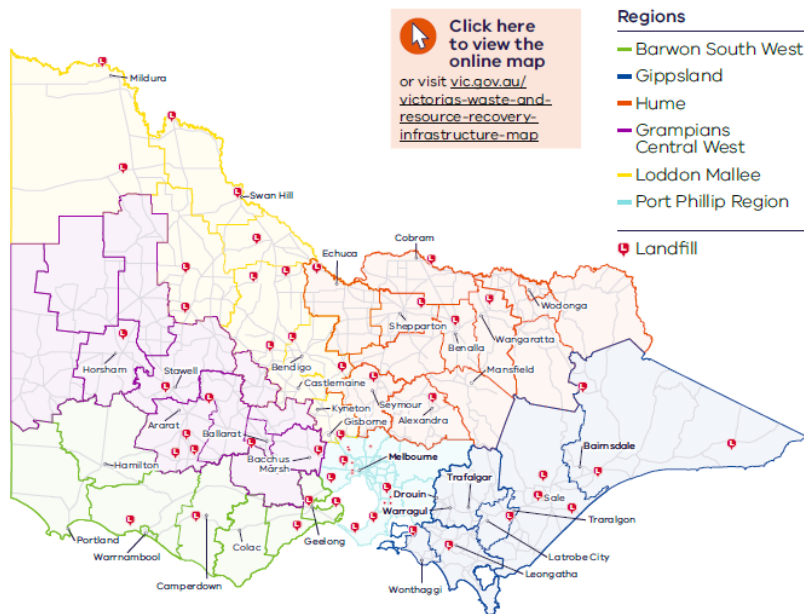 Click here
to view the
online map
or visit vic.gov.au/
victorias-waste-and-
resource-recovery-
infrastructure-map
Regions
Barwon South West
Gippsland
Hume
Grampians
Central West
Loddon Mallee
Port Phillip Region
Landfill
Mildura
Swan Hill
Echuca
Cobram
Wodonga
Shepparton
Wangaratta
Benalla
Horsham
Stawell
Bendigo
Mansfield
Castlemaine
Seymour
Kyneton
Alexandra
Ararat
Gisborne
Ballarat
Bacchus
Marsh
Melbourne
Bairnsdale
Hamilton
Trafalgar
Drouin
Sale
Warragul
Traralgon
Portland
Geelong
Warrnambool
Colac
Latrobe City
Leongatha
Camperdown
Wonthaggi